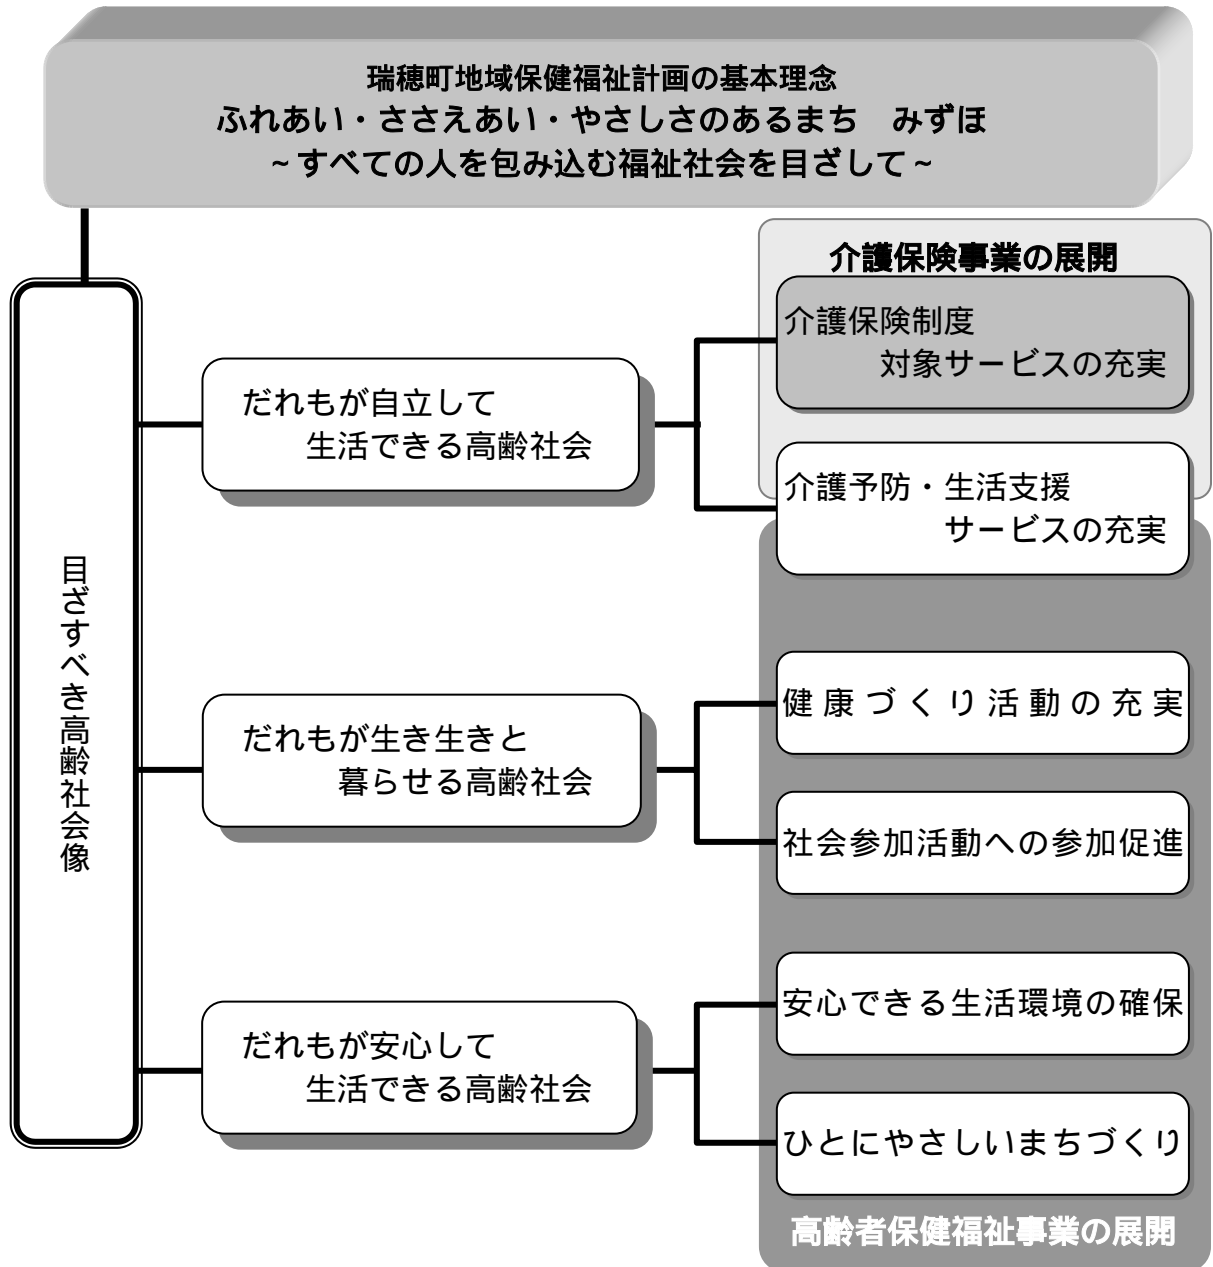 瑞穂町地域保健福祉計画の基本理念
ふれあい・ささえあい・やさしさのあるまち　みずほ
～すべての人を包み込む福祉社会を目ざして～
目ざすべき高齢社会像
だれもが自立して
生活できる高齢社会
介護保険事業の展開
介護保険制度
対象サービスの充実
介護予防・生活支援
サービスの充実
だれもが生き生きと
暮らせる高齢社会
健康づくり活動の充実
社会参加活動への参加促進
だれもが安心して
生活できる高齢社会
安心できる生活環境の確保
ひとにやさしいまちづくり
高齢者保健福祉事業の展開